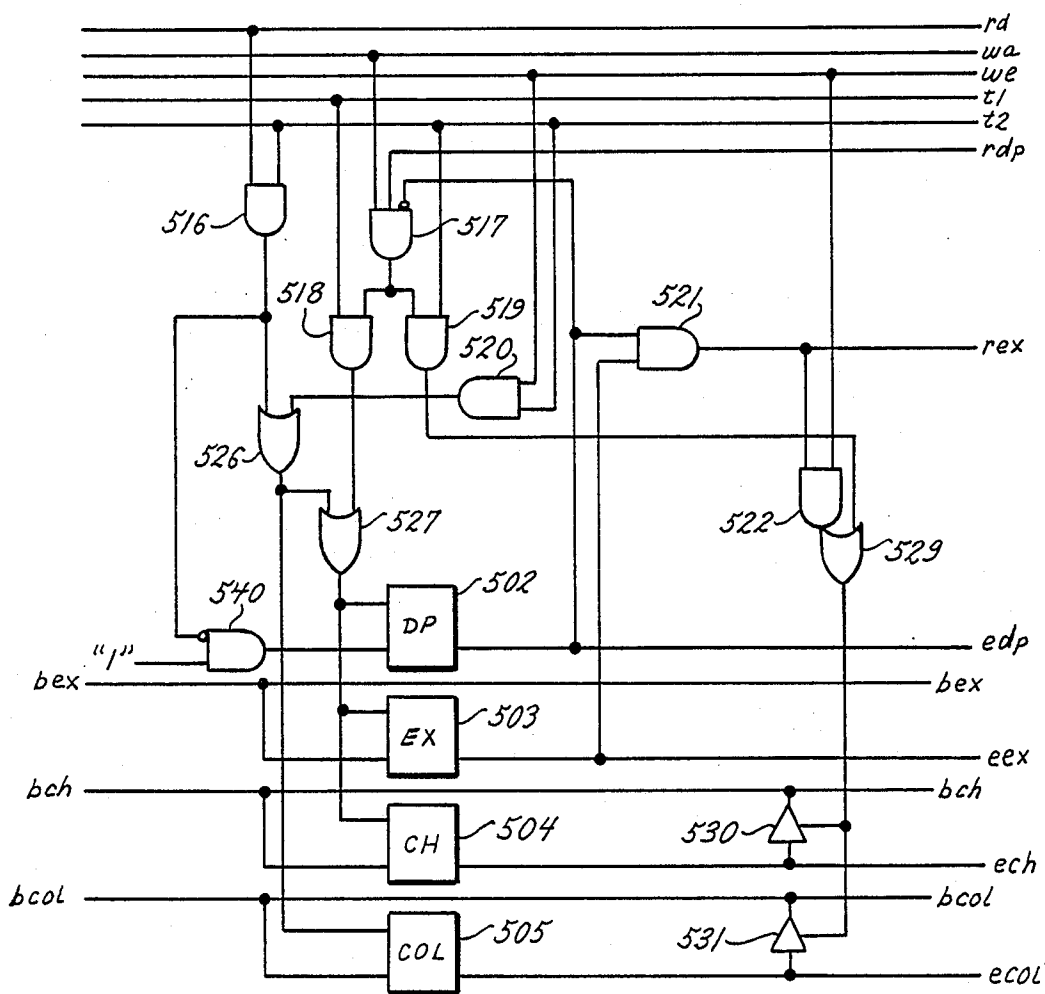 rd
wa
we
t1
t2
rdp
516
517
518
519
521
520
rex
526
527
522
529
540
502
DP
"1"
edp
bex
bex
503
EX
eex
bch
bch
504
530
CH
ech
bcol
bcol
505
531
COL
ecol